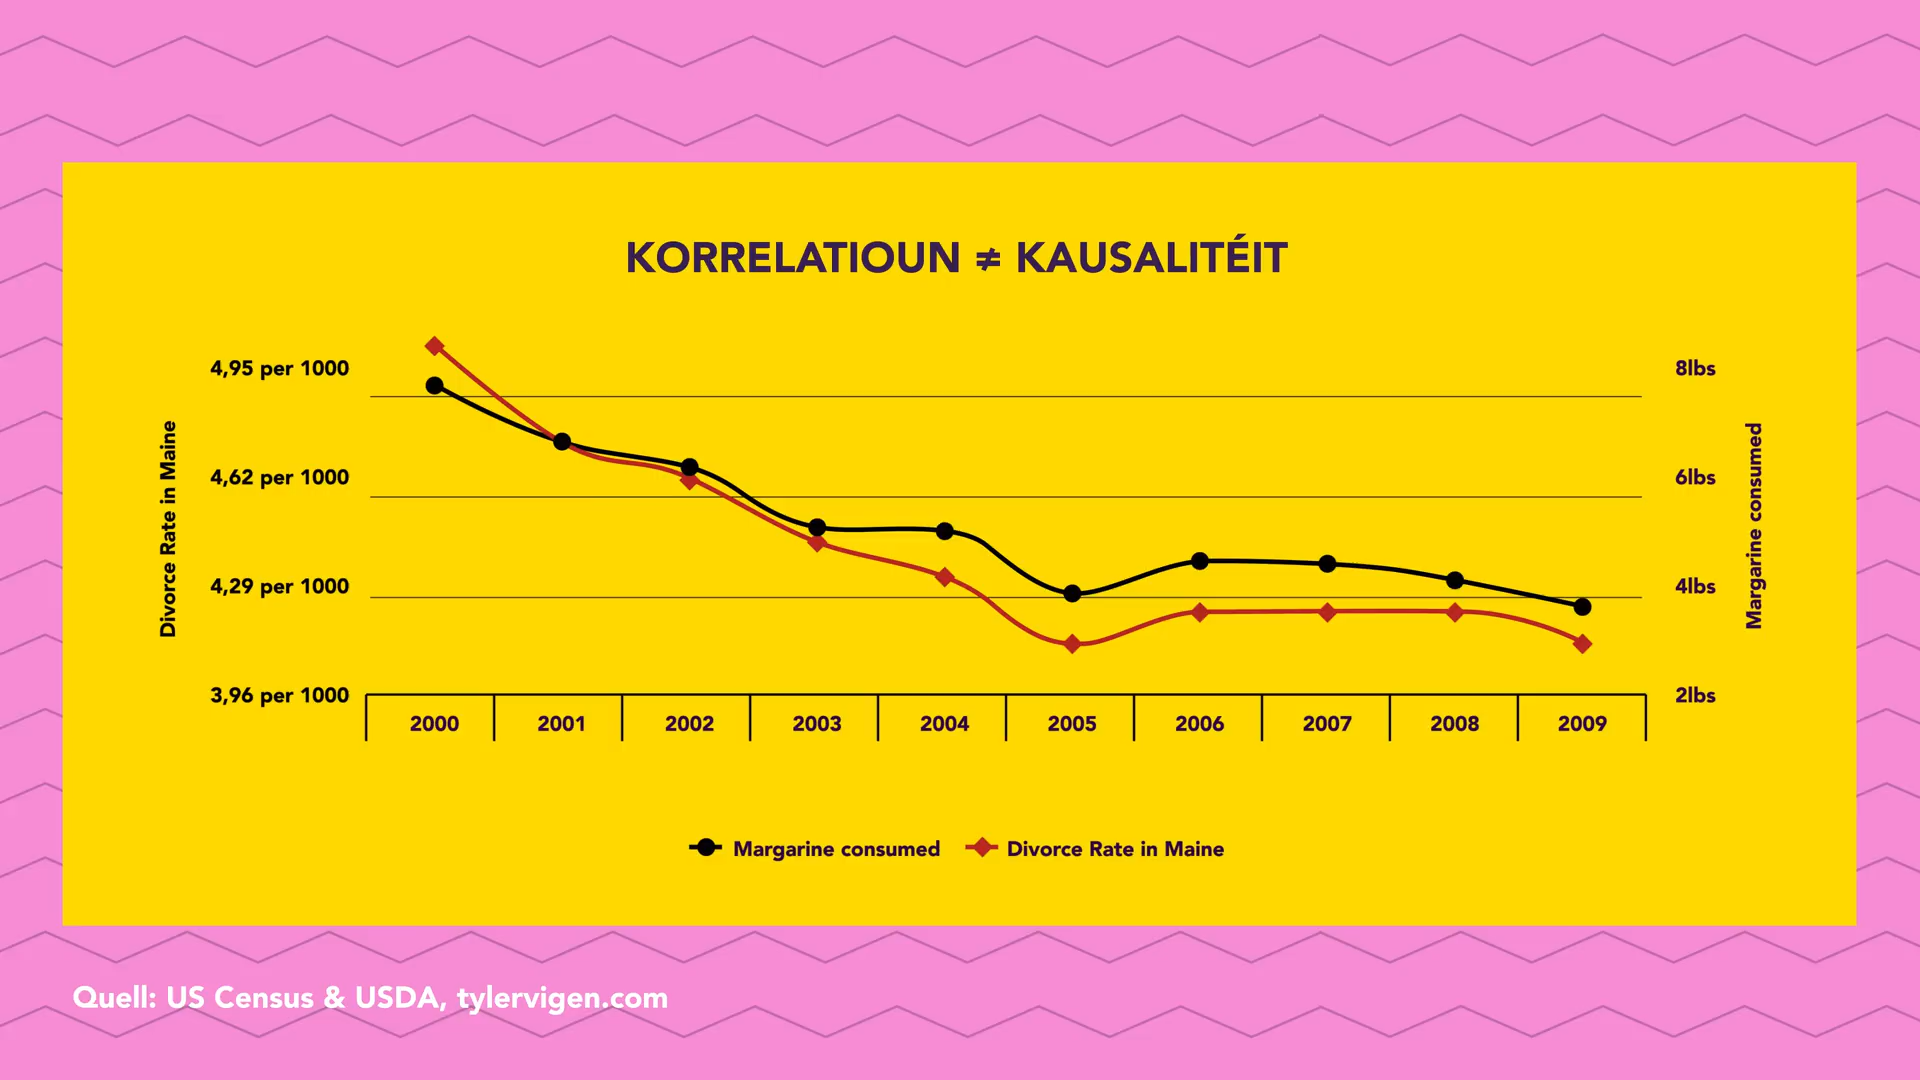 KORRELATIOUN ≠ KAUSALITÉIT
4,95 per 1000
8lbs
4,62 per 1000
6lbs
4,29 per 1000
4lbs
3,96 per 1000
2lbs
Divorce Rate in Maine
Margarine consumed
2000 2001 2002 2003 2004 2005 2006 2007 2008 2009
Margarine consumed Divorce Rate in Maine
Quell: US Census & USDA, tylervigen.com